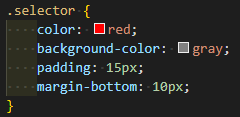 .selector {
    color: red;
    background-color: gray;
    padding: 15px;
    margin-bottom: 10px;
}